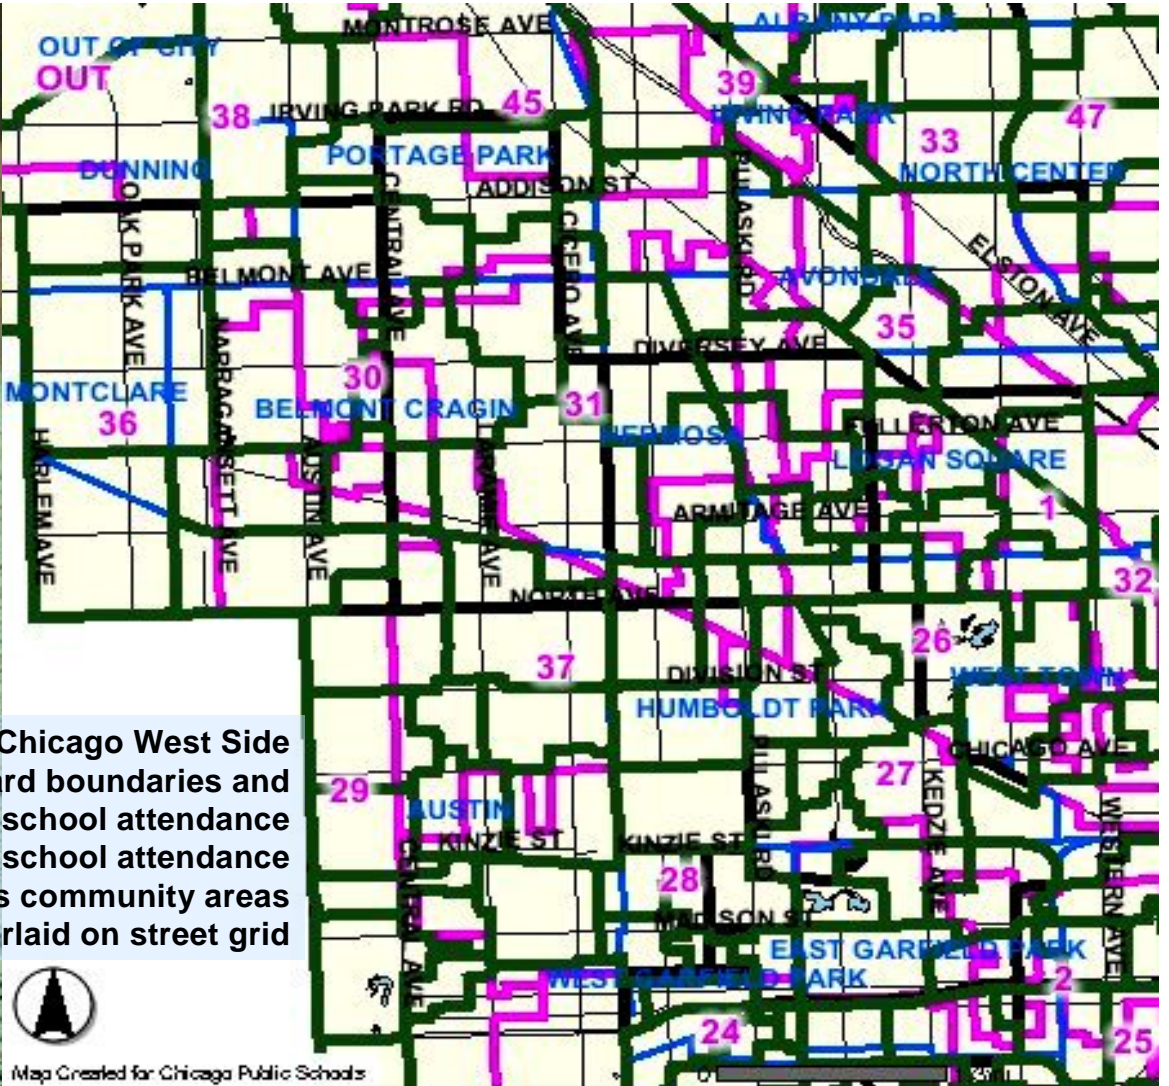 MONTROSE AVE
ALBANY PARK
OUT OF CITY
OUT
39
45
38
IRVING PARK RD
IRVING PARK
47
33
PORTAGE PARK
DUNNING
NORTH CENTER
ADDISON ST
OAK PARK AVE
CENTRAL AVE
CICERO AVE
PULASKI RD
ELSTON AVE
BELMONT AVE
AVONDALE
35
NARRAGANSETT AVE
DIVERSEY AVE
30
MONTCLARE
36
BELMONT CRAGIN
31
HERMOSA
FULLERTON AVE
LOGAN SQUARE
HARLEM AVE
AUSTIN AVE
LARAMIE AVE
ARMITAGE AVE
1
32
NORTH AVE
26
37
DIVISION ST
WEST TOWN
HUMBOLDT PARK
Chicago West Side
rd boundaries and
school attendance
school attendance
s community areas
rlaid on street grid
CHICAGO AVE
PULASKI RD
27
KEDZIE AVE
29
AUSTIN
WESTERN AVE
KINZIE ST
KINZIE ST
CENTRAL AVE
28
MADISON ST
EAST GARFIELD PARK
WEST GARFIELD PARK
2
24
25
Map Created for Chicago Public Schools
0